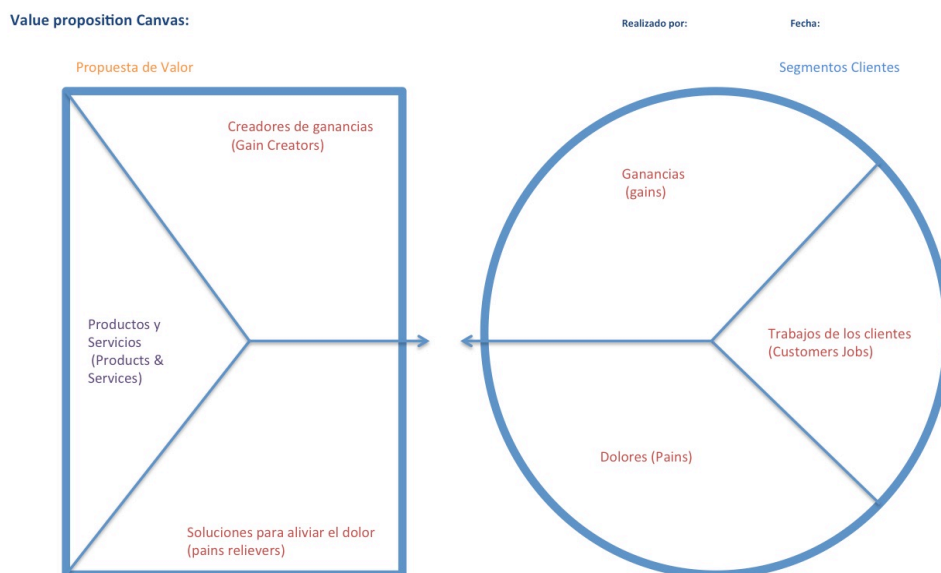 Value proposition Canvas:
Realizado por:
Fecha:
Propuesta de Valor
Segmentos Clientes
Creadores de ganancias
(Gain Creators)
Ganancias
(gains)
Productos y
Servicios
(Products &
Services)
Trabajos de los clientes
(Customers Jobs)
Dolores (Pains)
Soluciones para aliviar el dolor
(pains relievers)